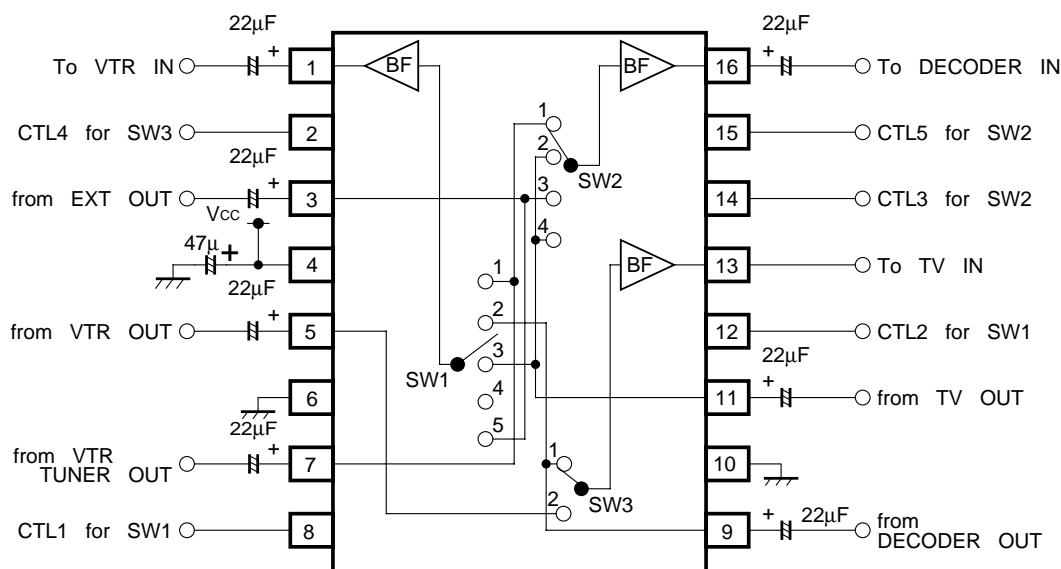 22µF
22µF
To VTR IN
+
1
BF
BF
16
+
To DECODER IN
CTL4 for SW3
2
1
15
CTL5 for SW2
22µF
2
SW2
from EXT OUT
+
3
3
14
CTL3 for SW2
VCC
47µ
+
4
4
BF
13
To TV IN
22µF
1
from VTR OUT
+
5
2
12
CTL2 for SW1
SW1
3
22µF
6
4
11
+
from TV OUT
22µF
5
from VTR
TUNER OUT
+
7
1
10
SW3
2
CTL1 for SW1
8
9
+
22µF
from
DECODER OUT